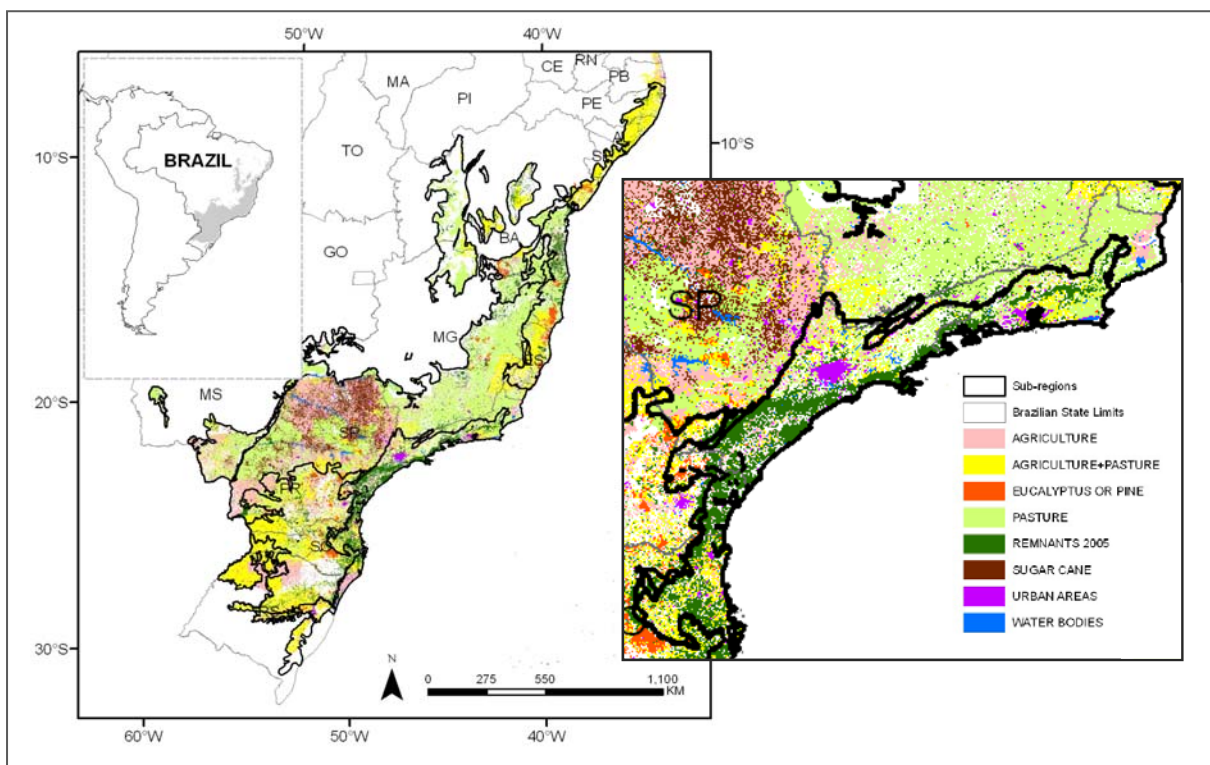 50°W
40°W
CE
RN
MA
PB
PI
PE
BRAZIL
10°S
10°S
TO
BA
GO
SP
MG
MS
20°S
30°S
N
0 275 550 1,100
KM
60°W
50°W
40°W
Sub-regions
Brazilian State Limits
AGRICULTURE
AGRICULTURE+PASTURE
EUCALYPTUS OR PINE
PASTURE
REMNANTS 2005
SUGAR CANE
URBAN AREAS
WATER BODIES